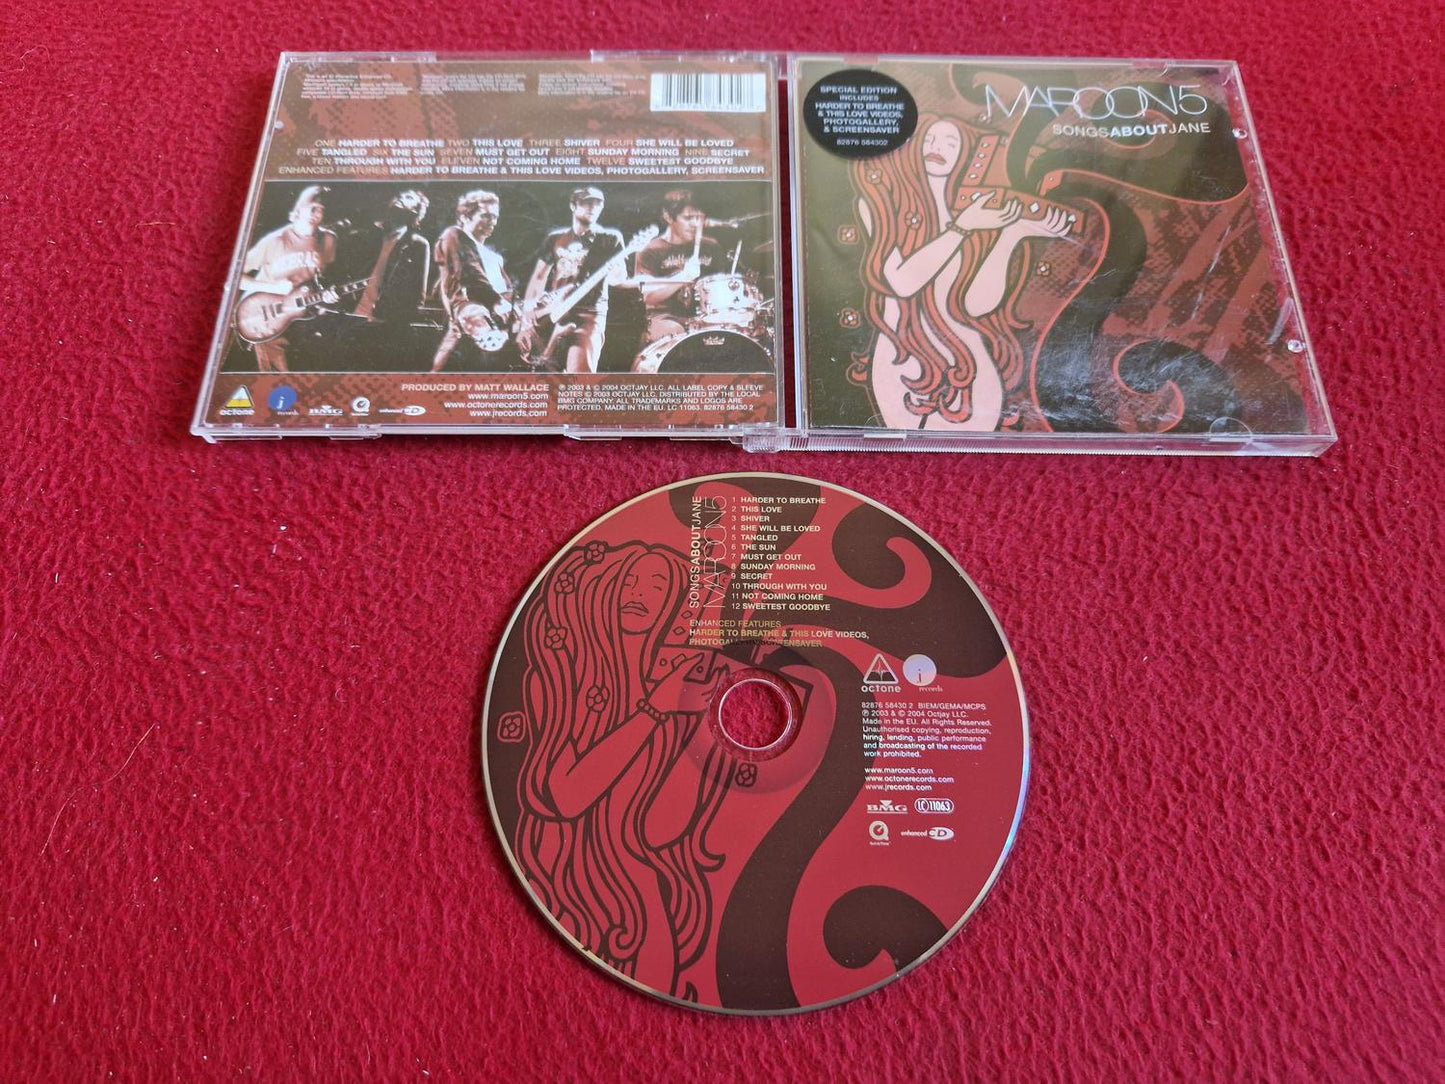 ONE HARDER TO BREATHE TWO THIS LOVE THREE SHIVER FOUR SHE WILL BE LOVED
FIVE TANGLED SIX THE SUN SEVEN MUST GET OUT EIGHT SUNDAY MORNING NINE SECRET
TEN THROUGH WITH YOU ELEVEN NOT COMING HOME TWELVE SWEETEST GOODBYE
ENHANCED FEATURES HARDER TO BREATHE & THIS LOVE VIDEOS, PHOTOGALLERY, SCREENSAVER
PRODUCED BY MATT WALLACE
www.maroon5.com
www.octonerecords.com
www.jrecords.com
℗ 2003 & © 2004 OCTJAY LLC. ALL LABEL COPY & SLEEVE
NOTES © 2003 OCTJAY LLC. DISTRIBUTED BY THE LOCAL
BMG COMPANY. ALL TRADEMARKS AND LOGOS ARE
PROTECTED. MADE IN THE EU. LC 11063. 82876 58430 2
octone
j records
BMG
enhanced CD
SPECIAL EDITION
INCLUDES
HARDER TO BREATHE
& THIS LOVE VIDEOS,
PHOTOGALLERY,
& SCREENSAVER
82876 584302
MAROON5
SONGSABOUTJANE
SONGSABOUTJANE
MAROON5
1 HARDER TO BREATHE
2 THIS LOVE
3 SHIVER
4 SHE WILL BE LOVED
5 TANGLED
6 THE SUN
7 MUST GET OUT
8 SUNDAY MORNING
9 SECRET
10 THROUGH WITH YOU
11 NOT COMING HOME
12 SWEETEST GOODBYE
ENHANCED FEATURES
HARDER TO BREATHE & THIS LOVE VIDEOS,
PHOTOGALLERY, SCREENSAVER
octone
j records
82876 58430 2 BIEM/GEMA/MCPS
℗ 2003 & © 2004 Octjay LLC.
Made in the EU. All Rights Reserved.
Unauthorised copying, reproduction,
hiring, lending, public performance
and broadcasting of the recorded
work prohibited.
www.maroon5.com
www.octonerecords.com
www.jrecords.com
BMG
LC 11063
enhanced CD